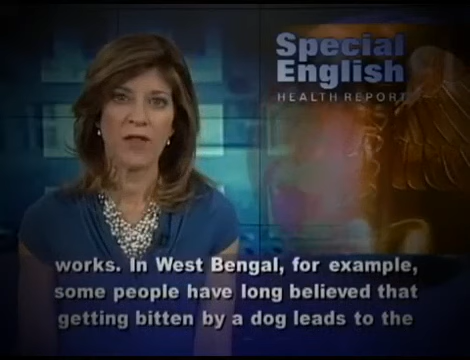 Special
English
HEALTH REPORT
works. In West Bengal, for example,
some people have long believed that
getting bitten by a dog leads to the